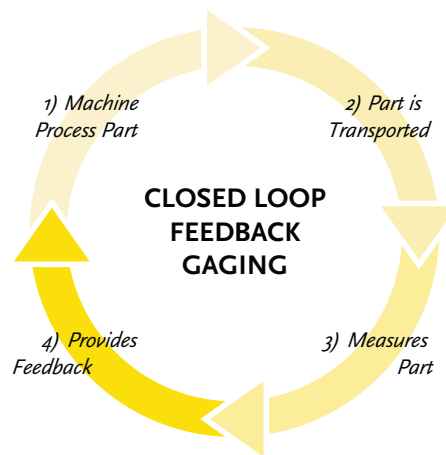 1) Machine
Process Part
2) Part is
Transported
CLOSED LOOP
FEEDBACK
GAGING
3) Measures
Part
4) Provides
Feedback